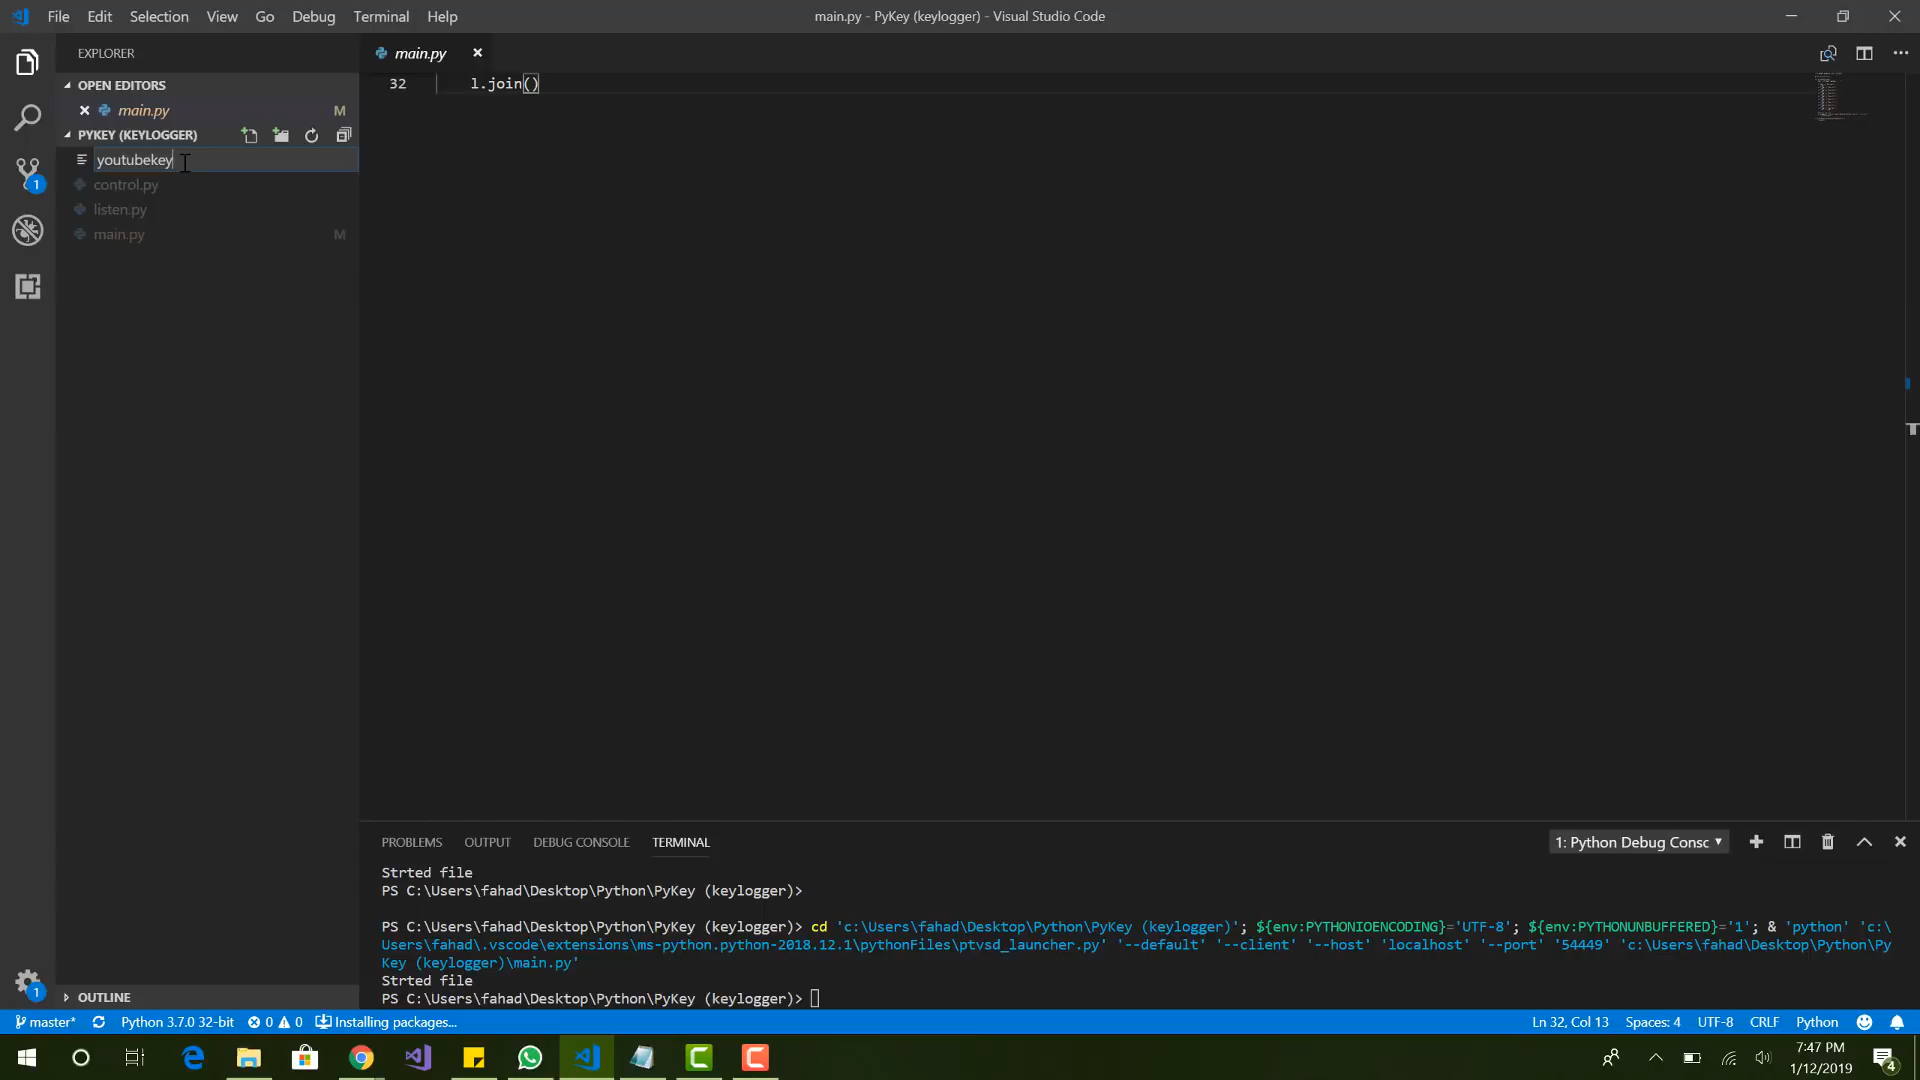 File Edit Selection View Go Debug Terminal Help
main.py - PyKey (keylogger) - Visual Studio Code
EXPLORER
main.py
OPEN EDITORS
main.py M
PYKEY (KEYLOGGER)
youtubekey
control.py
listen.py
main.py M
OUTLINE
32 l.join()
PROBLEMS OUTPUT DEBUG CONSOLE TERMINAL
1: Python Debug Consc
Strted file
PS C:\Users\fahad\Desktop\Python\PyKey (keylogger)>
PS C:\Users\fahad\Desktop\Python\PyKey (keylogger)> cd 'c:\Users\fahad\Desktop\Python\PyKey (keylogger)'; ${env:PYTHONIOENCODING}='UTF-8'; ${env:PYTHONUNBUFFERED}='1'; & 'python' 'c:\
Users\fahad\.vscode\extensions\ms-python.python-2018.12.1\pythonFiles\ptvsd_launcher.py' '--default' '--client' '--host' 'localhost' '--port' '54449' 'c:\Users\fahad\Desktop\Python\Py
Key (keylogger)\main.py'
Strted file
PS C:\Users\fahad\Desktop\Python\PyKey (keylogger)>
1
1
master* Python 3.7.0 32-bit 0 0 Installing packages...
Ln 32, Col 13 Spaces: 4 UTF-8 CRLF Python
7:47 PM
1/12/2019
4